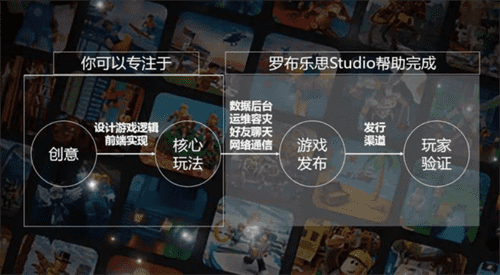 你可以专注于
罗布乐思Studio帮助完成
创意
设计游戏逻辑
前端实现
核心
玩法
数据后台
运维容灾
好友聊天
网络通信
游戏
发布
发行
渠道
玩家
验证